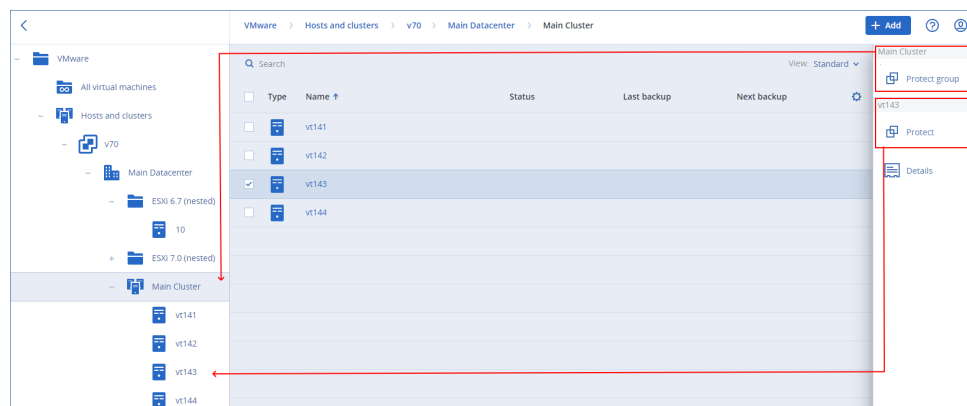 VMware > Hosts and clusters > v70 > Main Datacenter > Main Cluster
+ Add
VMware
All virtual machines
Hosts and clusters
v70
Main Datacenter
ESXi 6.7 (nested)
10
ESXi 7.0 (nested)
Main Cluster
vt141
vt142
vt143
vt144
Search
View: Standard
Type Name ↑ Status Last backup Next backup
vt141
vt142
vt143
vt144
Main Cluster
Protect group
vt143
Protect
Details